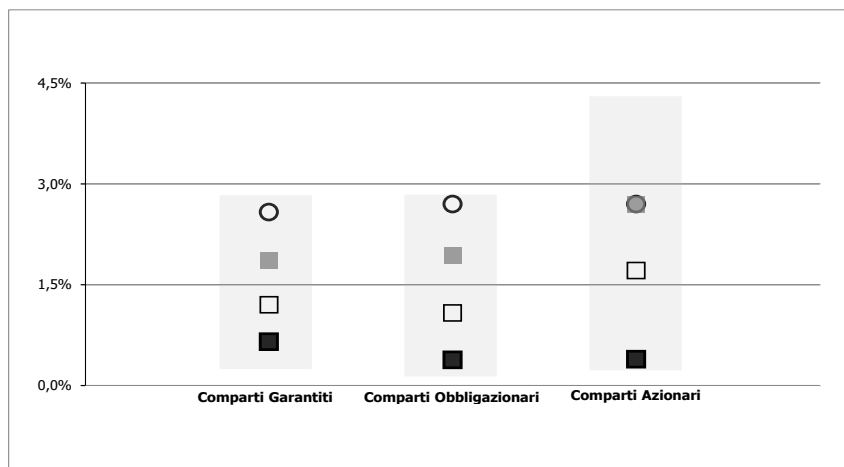 4,5%
3,0%
1,5%
0,0%
Comparti Garantiti
Comparti Obbligazionari
Comparti Azionari